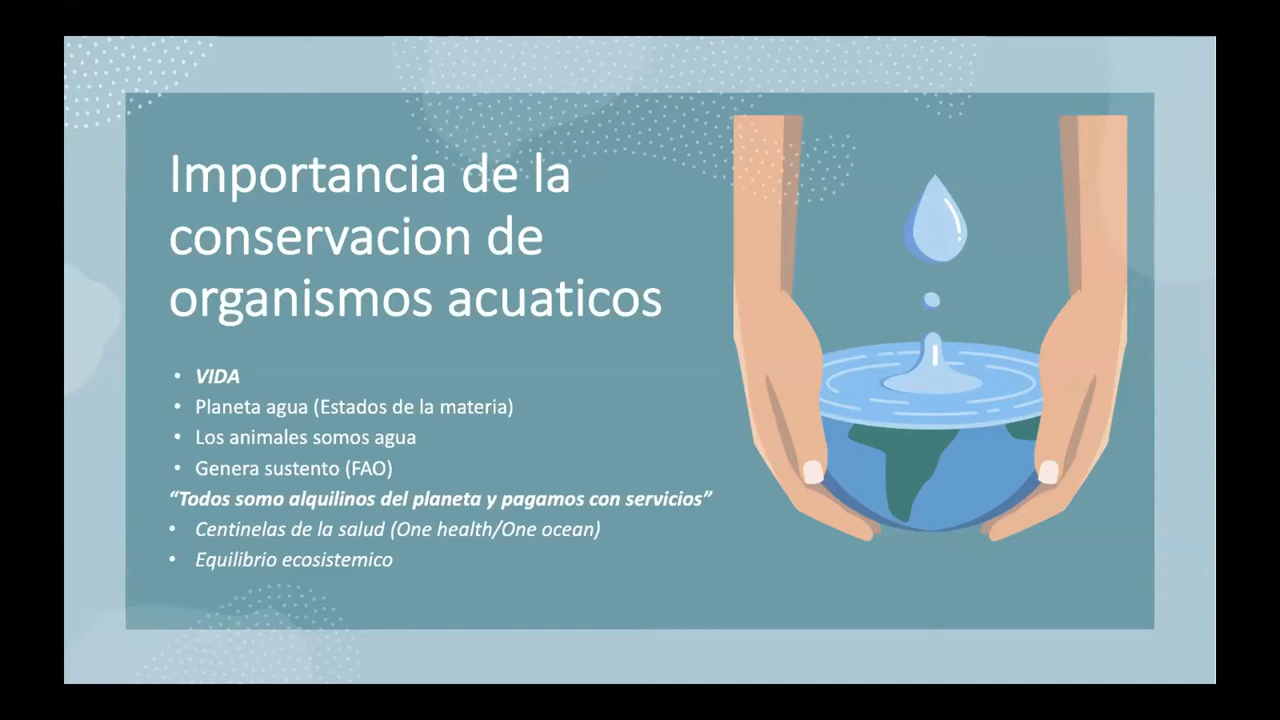 Importancia de la
conservacion de
organismos acuaticos
• VIDA
• Planeta agua (Estados de la materia)
• Los animales somos agua
• Genera sustento (FAO)
“Todos somo alquilinos del planeta y pagamos con servicios”
• Centinelas de la salud (One health/One ocean)
• Equilibrio ecosistemico